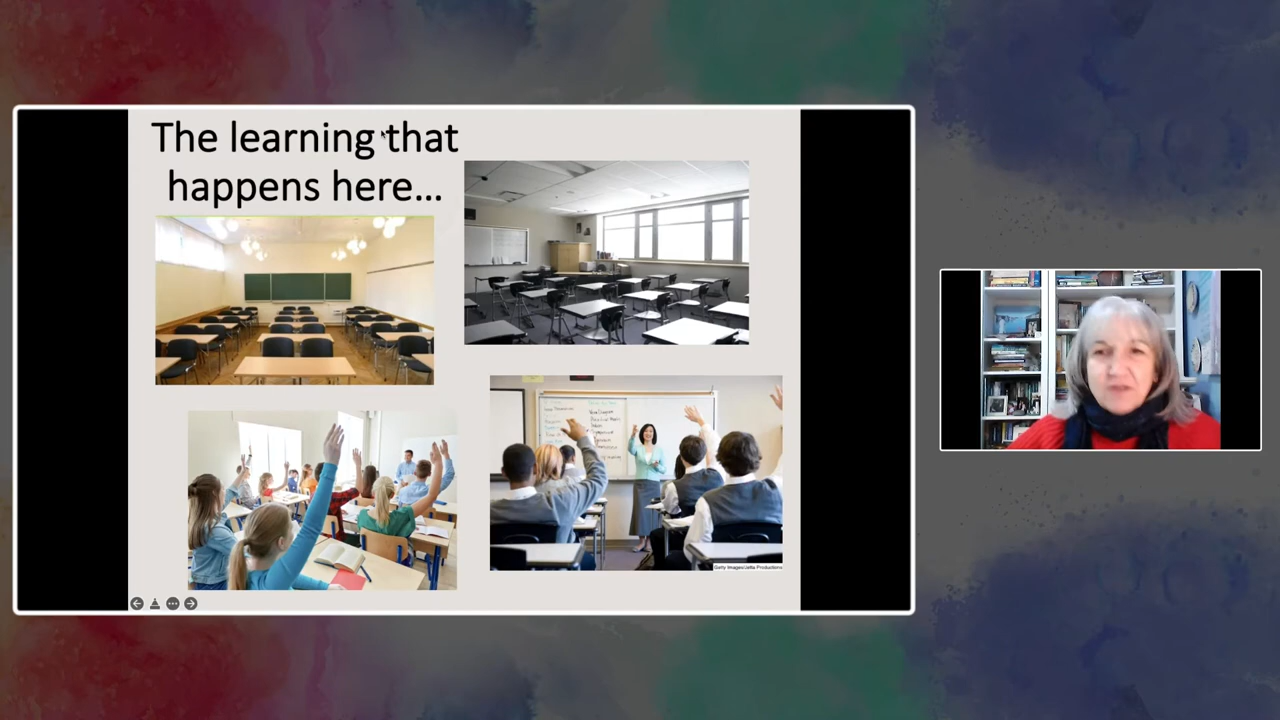 The learning that
happens here...
Getty Images/Jetta Productions